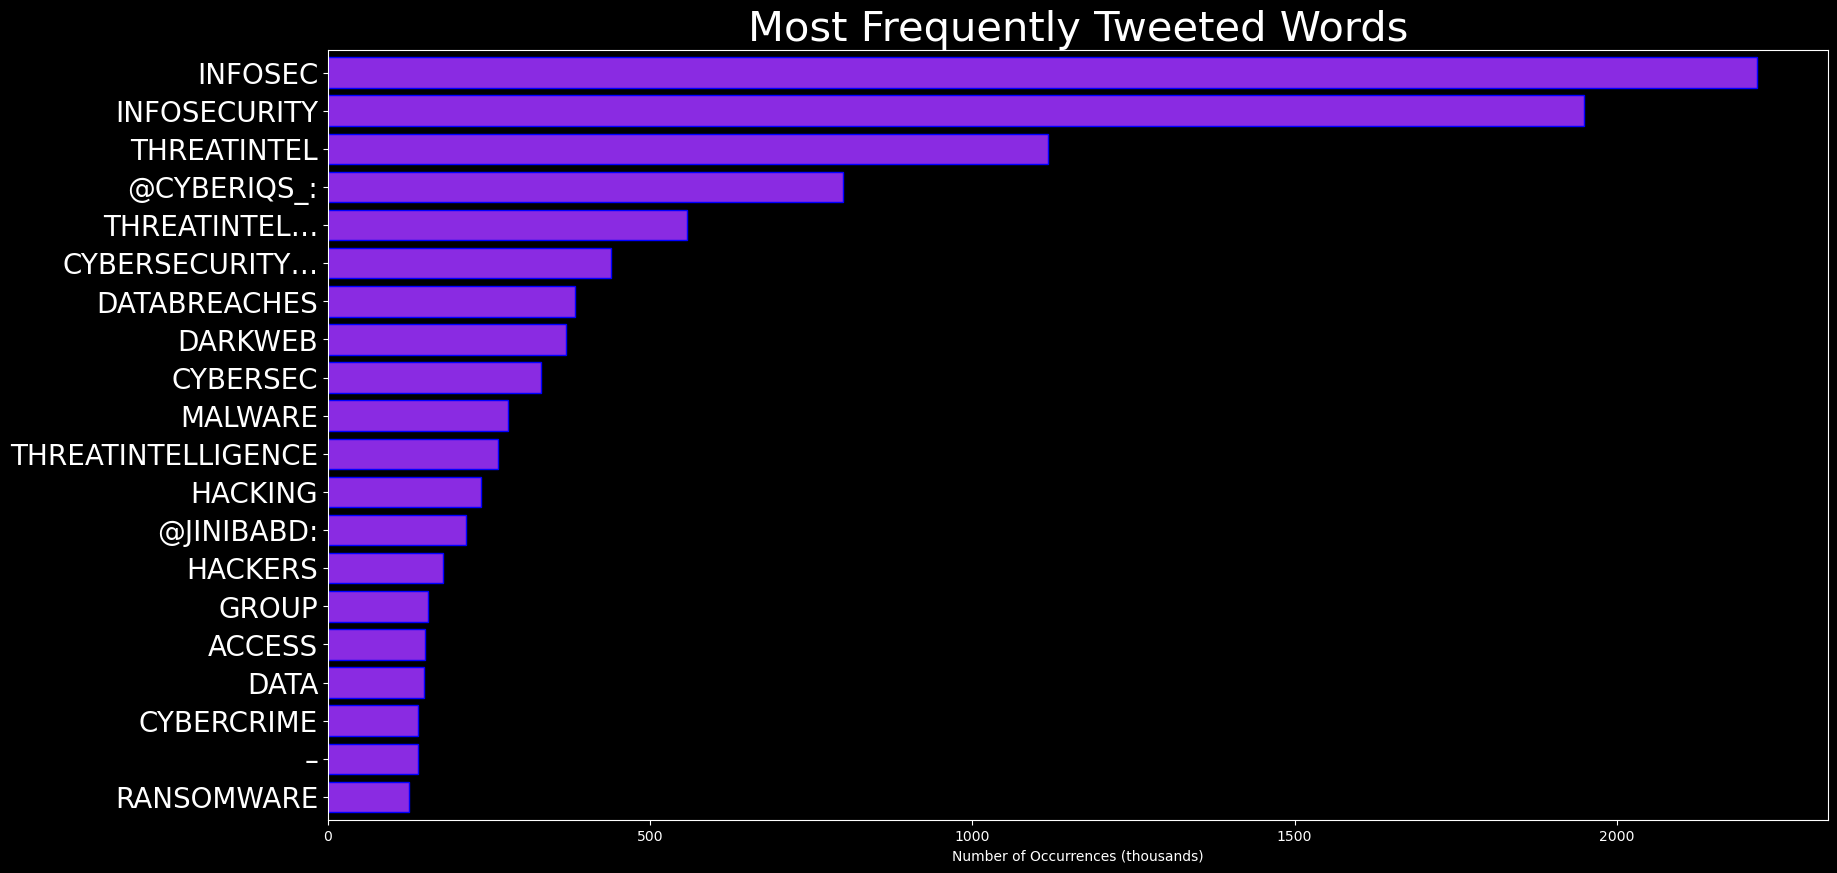 Most Frequently Tweeted Words
INFOSEC
INFOSECURITY
THREATINTEL
@CYBERIQS_:
THREATINTEL…
CYBERSECURITY…
DATABREACHES
DARKWEB
CYBERSEC
MALWARE
THREATINTELLIGENCE
HACKING
@JINIBABD:
HACKERS
GROUP
ACCESS
DATA
CYBERCRIME
–
RANSOMWARE
0 500 1000 1500 2000
Number of Occurrences (thousands)